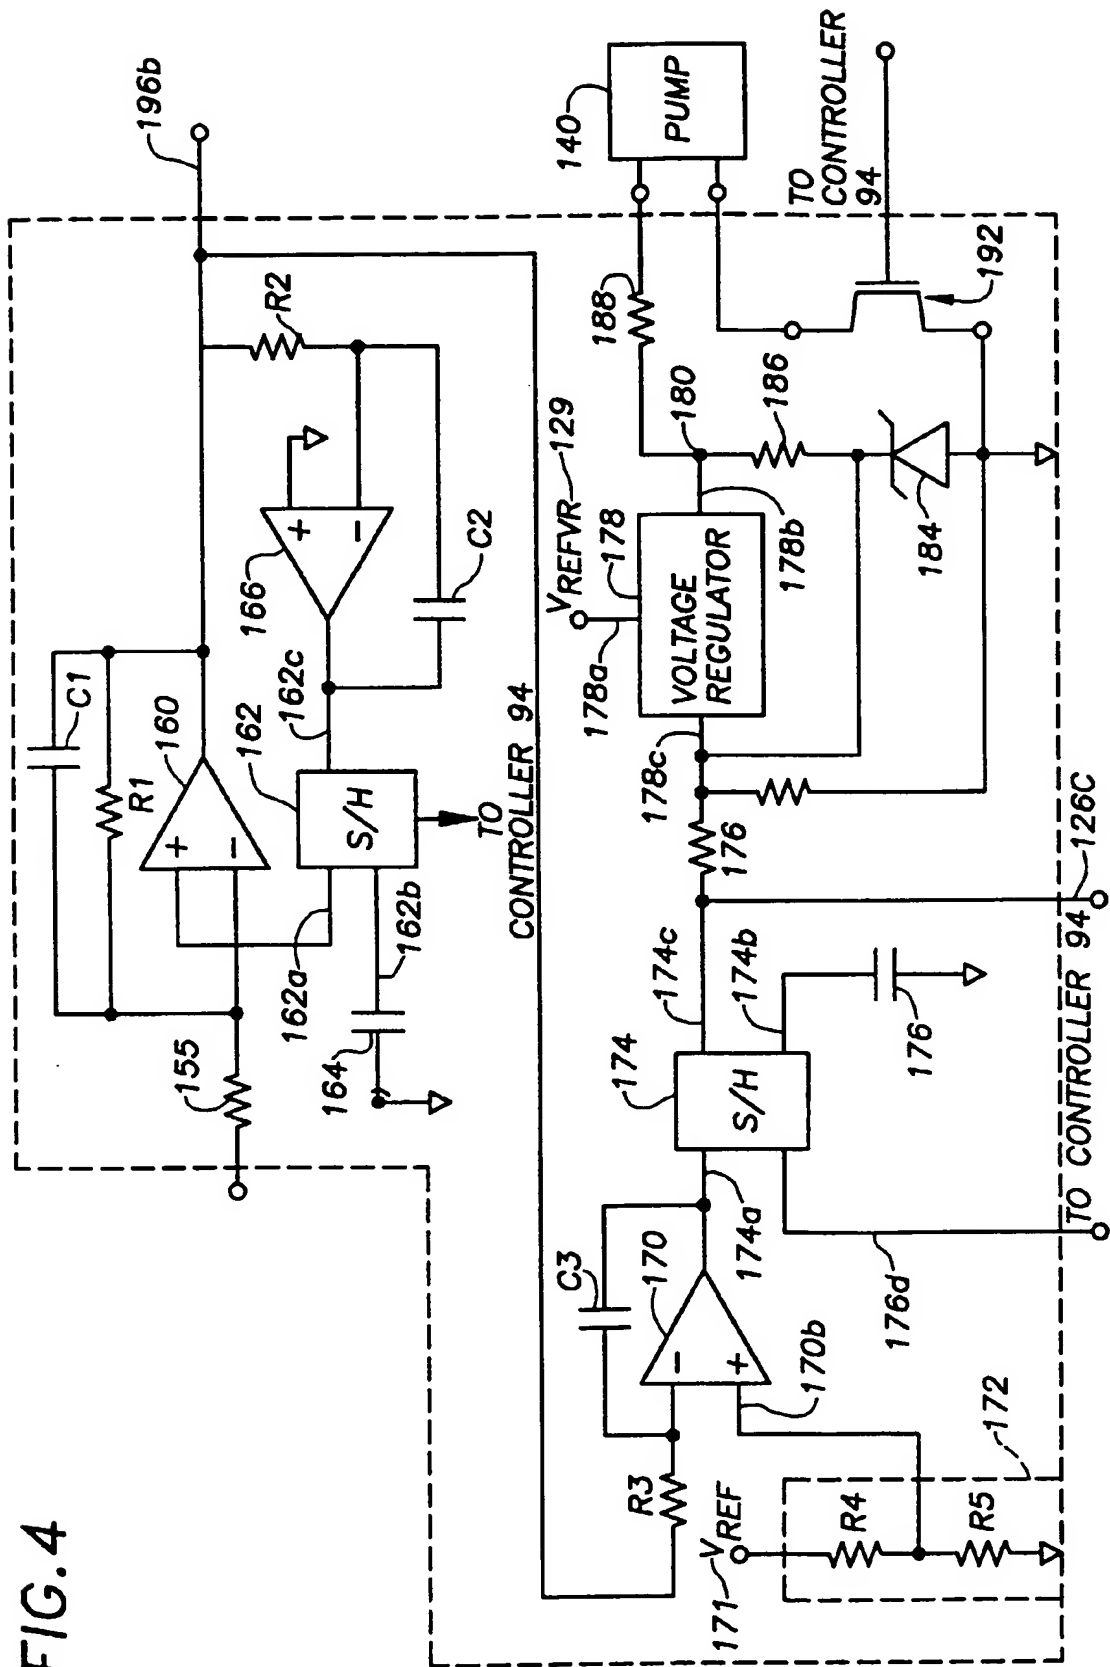 FIG. 4
196b
C1
160
R1
R2
155
162a
162
S/H
162c
166
+
−
C2
162b
164
TO
CONTROLLER 94
CONTROLLER 94
+
−
140
PUMP
TO
CONTROLLER
94
188
192
VREFVR
129
178a
178
VOLTAGE
REGULATOR
178b
178c
180
186
184
176
126C
174c
174
S/H
174b
176
174a
176d
TO CONTROLLER 94
C3
170
−
+
170b
R3
171
VREF
172
R4
R5